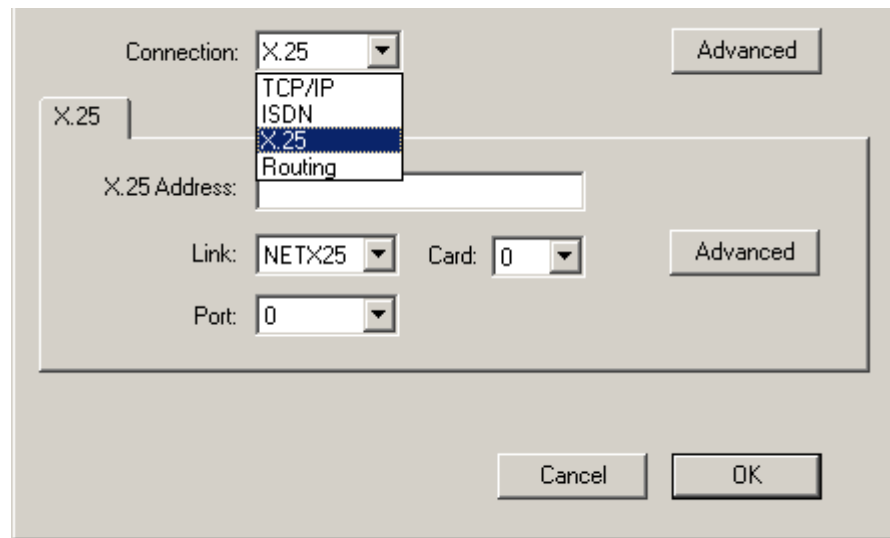 Connection: X.25 Advanced
TCP/IP
ISDN
X.25
X.25
Routing
X.25 Address:
Link: NETX25 Card: 0 Advanced
Port: 0
Cancel OK